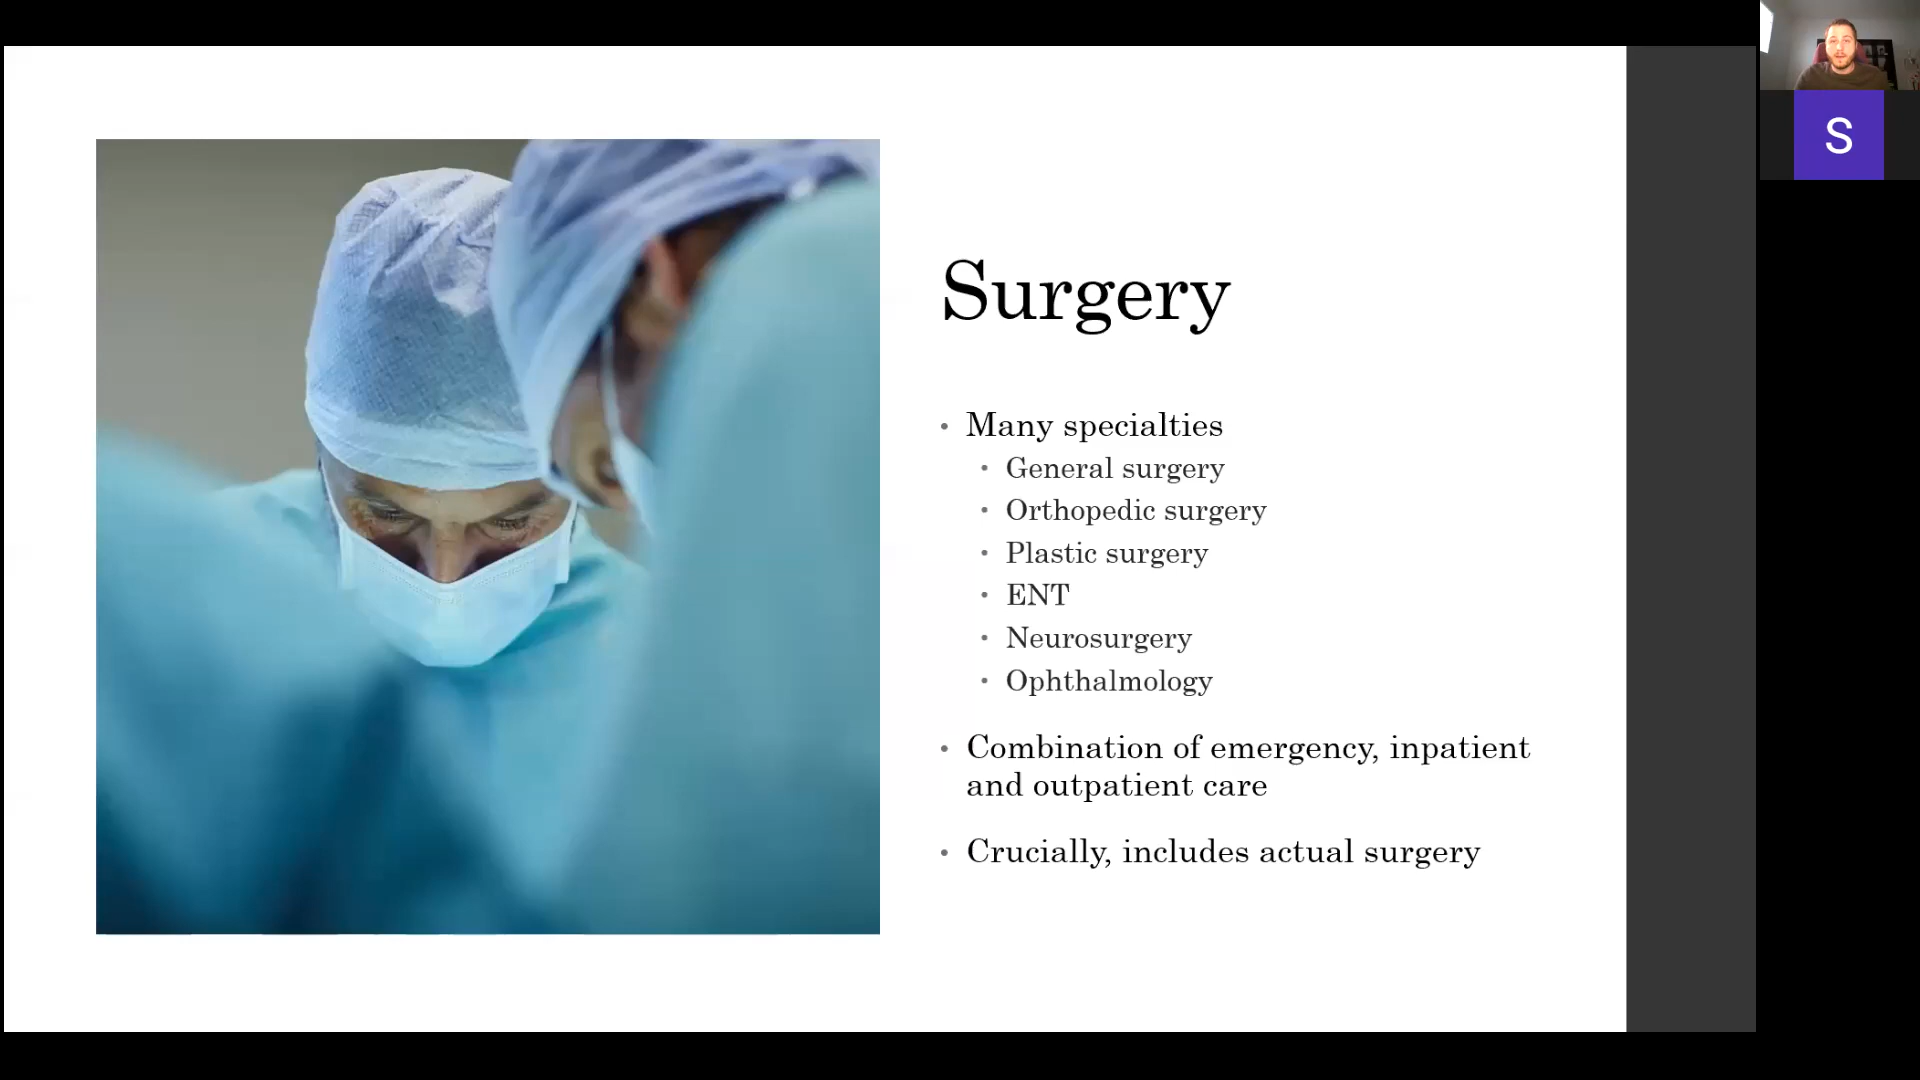 Surgery
• Many specialties
• General surgery
• Orthopedic surgery
• Plastic surgery
• ENT
• Neurosurgery
• Ophthalmology
• Combination of emergency, inpatient
and outpatient care
• Crucially, includes actual surgery
S